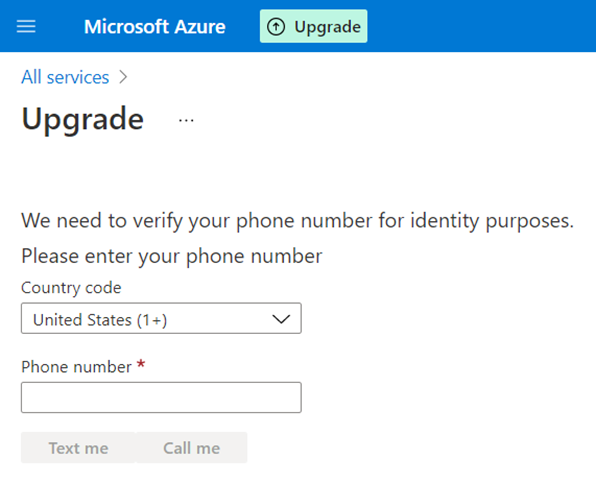 Microsoft Azure Upgrade
All services
Upgrade ...
We need to verify your phone number for identity purposes.
Please enter your phone number
Country code
United States (1+)
Phone number *
Text me Call me